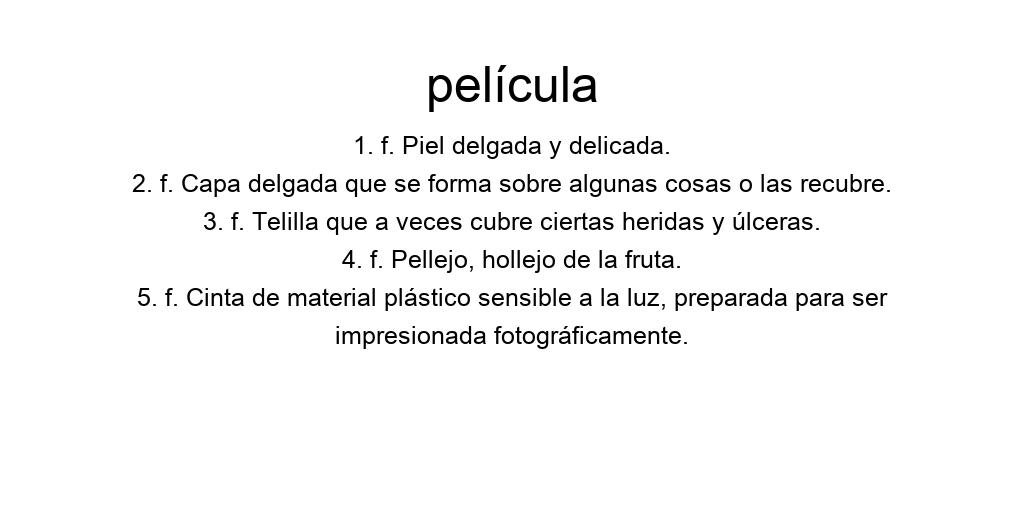 película
1. f. Piel delgada y delicada.
2. f. Capa delgada que se forma sobre algunas cosas o las recubre.
3. f. Telilla que a veces cubre ciertas heridas y úlceras.
4. f. Pellejo, hollejo de la fruta.
5. f. Cinta de material plástico sensible a la luz, preparada para ser
impresionada fotográficamente.